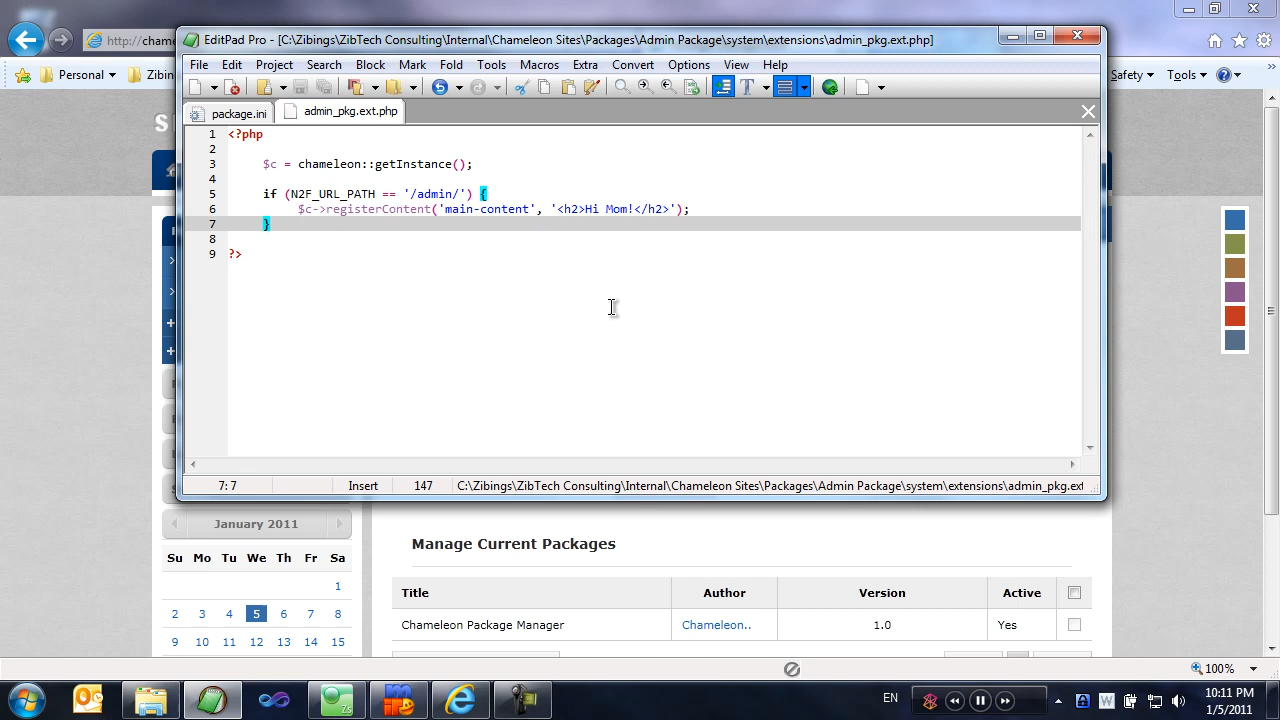 http://chame
EditPad Pro - [C:\Zibings\ZibTech Consulting\Internal\Chameleon Sites\Packages\Admin Package\system\extensions\admin_pkg.ext.php]
File Edit Project Search Block Mark Fold Tools Macros Extra Convert Options View Help
Personal
Zibin
Safety Tools
package.ini admin_pkg.ext.php
1 <?php
2
3 $c = chameleon::getInstance();
4
5 if (N2F_URL_PATH == '/admin/') {
6 $c->registerContent('main-content', '<h2>Hi Mom!</h2>');
7 }
8
9 ?>
7: 7 Insert 147 C:\Zibings\ZibTech Consulting\Internal\Chameleon Sites\Packages\Admin Package\system\extensions\admin_pkg.ext
January 2011
Su Mo Tu We Th Fr Sa
1
2 3 4 5 6 7 8
9 10 11 12 13 14 15
Manage Current Packages
Title Author Version Active
Chameleon Package Manager Chameleon.. 1.0 Yes
100%
EN
10:11 PM
1/5/2011